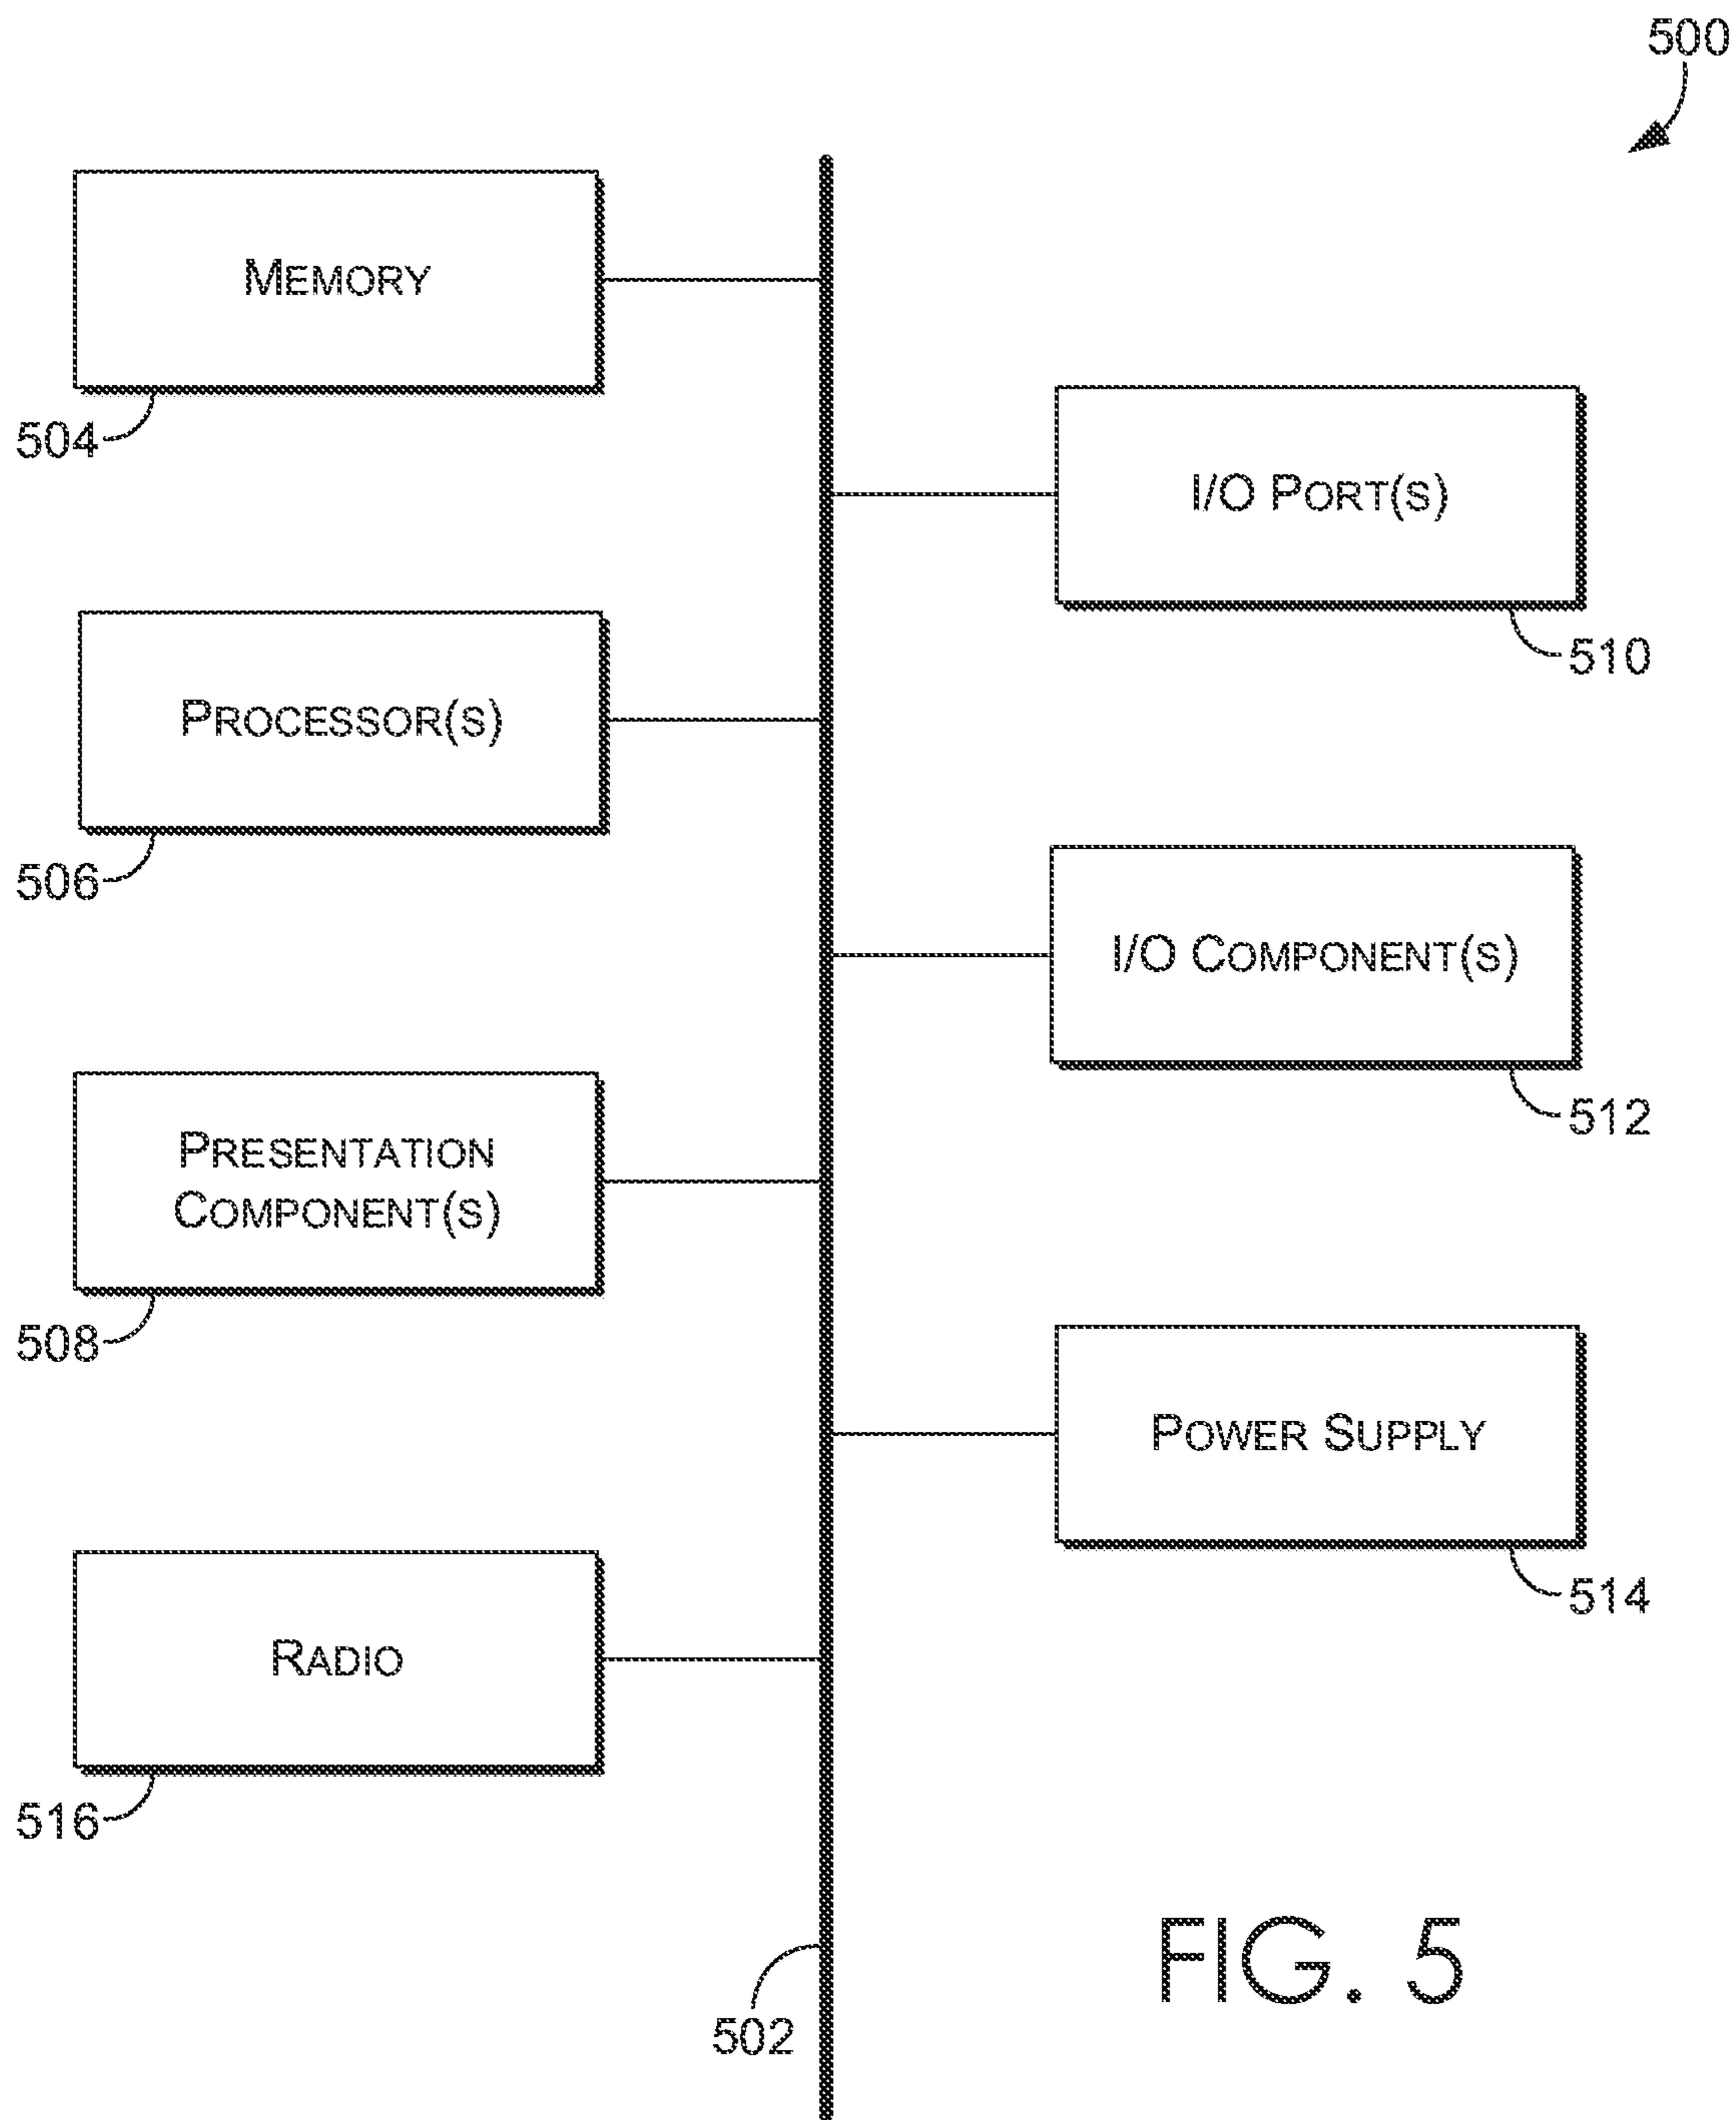 500
MEMORY
504
I/O PORT(S)
510
PROCESSOR(S)
506
I/O COMPONENT(S)
512
PRESENTATION
COMPONENT(S)
508
POWER SUPPLY
514
RADIO
516
502
FIG. 5